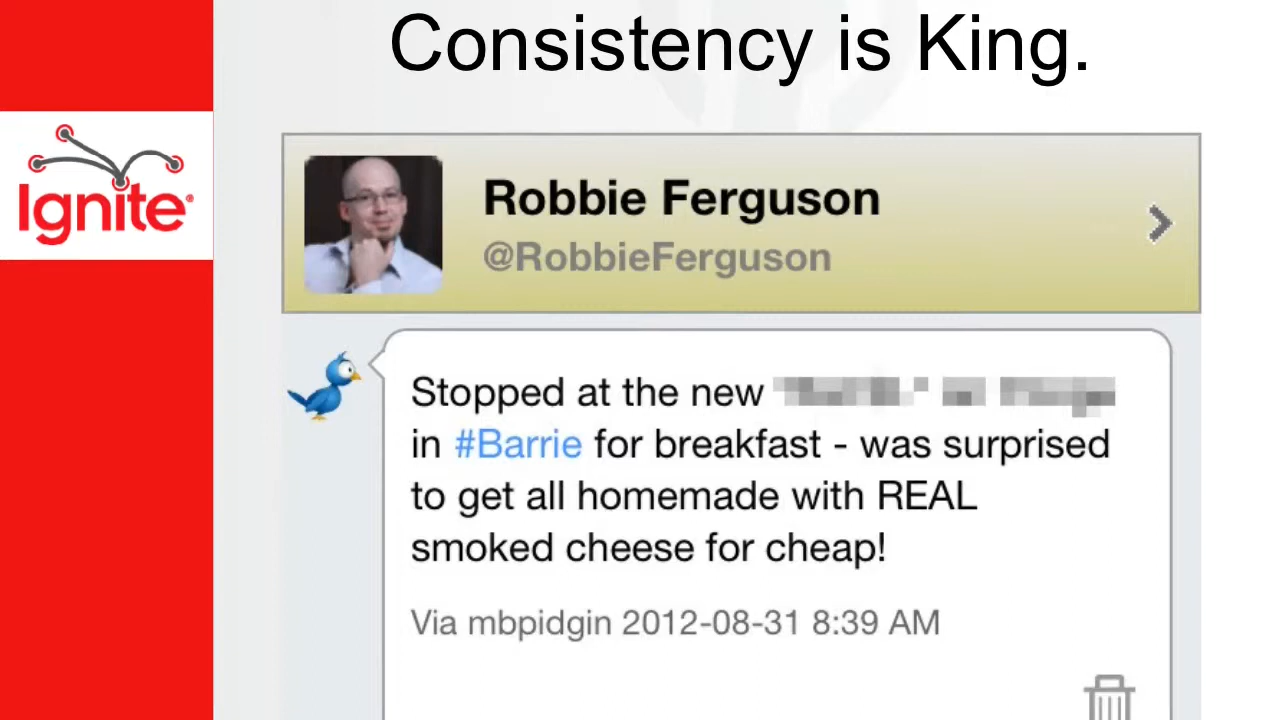 Consistency is King.
Ignite®
Robbie Ferguson
@RobbieFerguson
Stopped at the new
in #Barrie for breakfast - was surprised
to get all homemade with REAL
smoked cheese for cheap!
Via mbpidgin 2012-08-31 8:39 AM